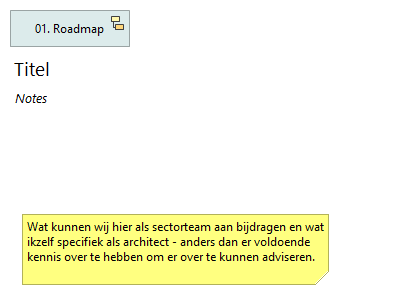 01. Roadmap
Titel
Notes
Wat kunnen wij hier als sectorteam aan bijdragen en wat
ikzelf specifiek als architect - anders dan er voldoende
kennis over te hebben om er over te kunnen adviseren.